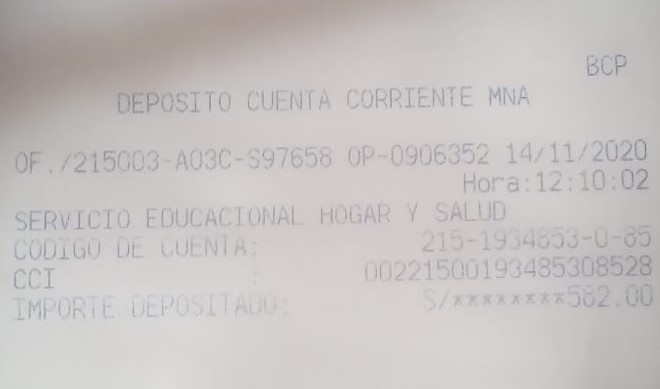 BCP
DEPOSITO CUENTA CORRIENTE MNA
OF./215003-A03C-S97658 OP-0906352 14/11/2020
Hora:12:10:02
SERVICIO EDUCACIONAL HOGAR Y SALUD
CODIGO DE CUENTA: 215-1934853-0-85
CCI : 00221500193485308528
IMPORTE DEPOSITADO: S/*********582.00